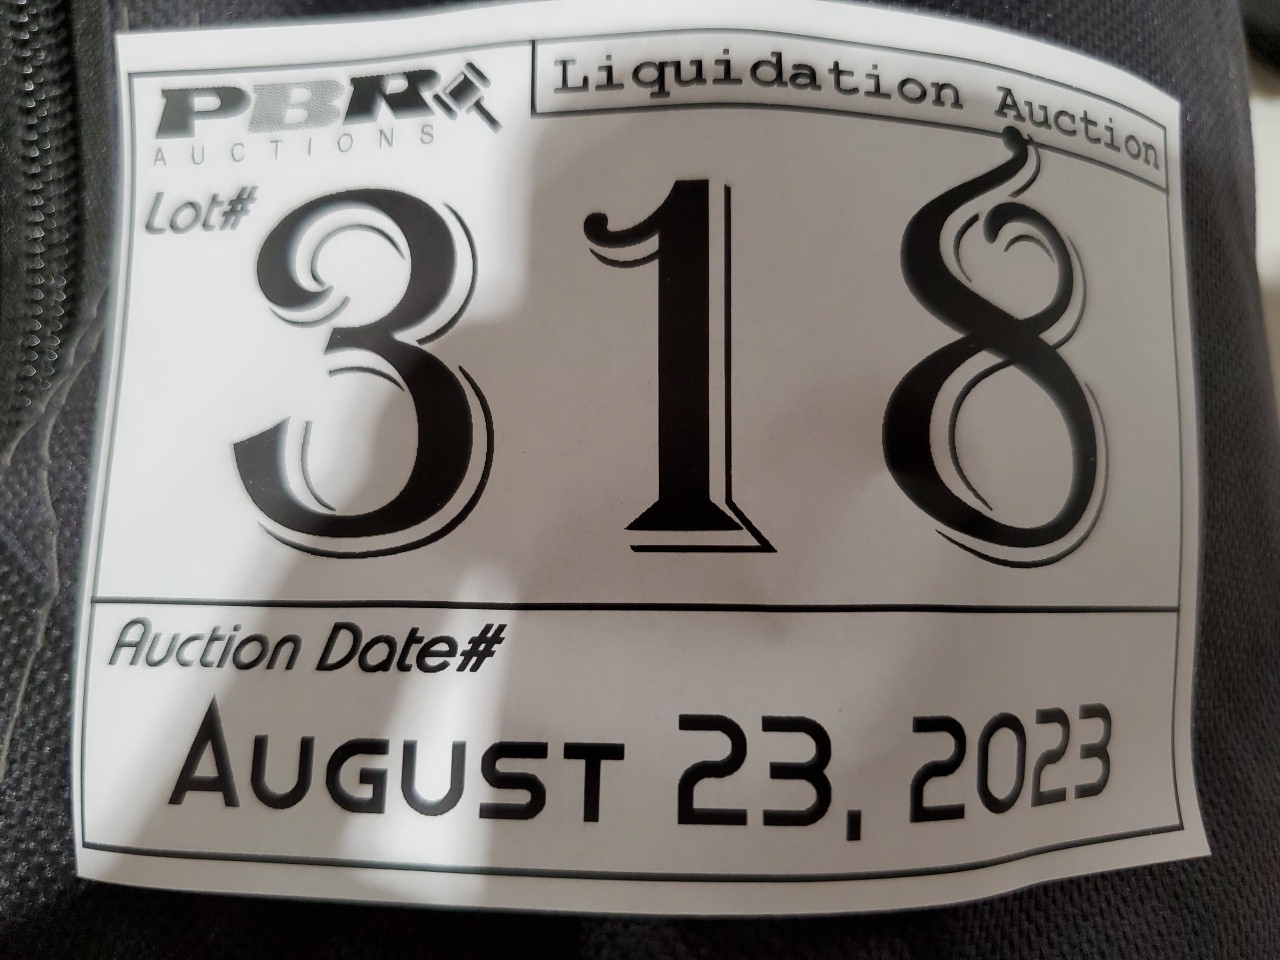 PBR
AUCTIONS
Liquidation Auction
Lot#
318
Auction Date#
AUGUST 23, 2023